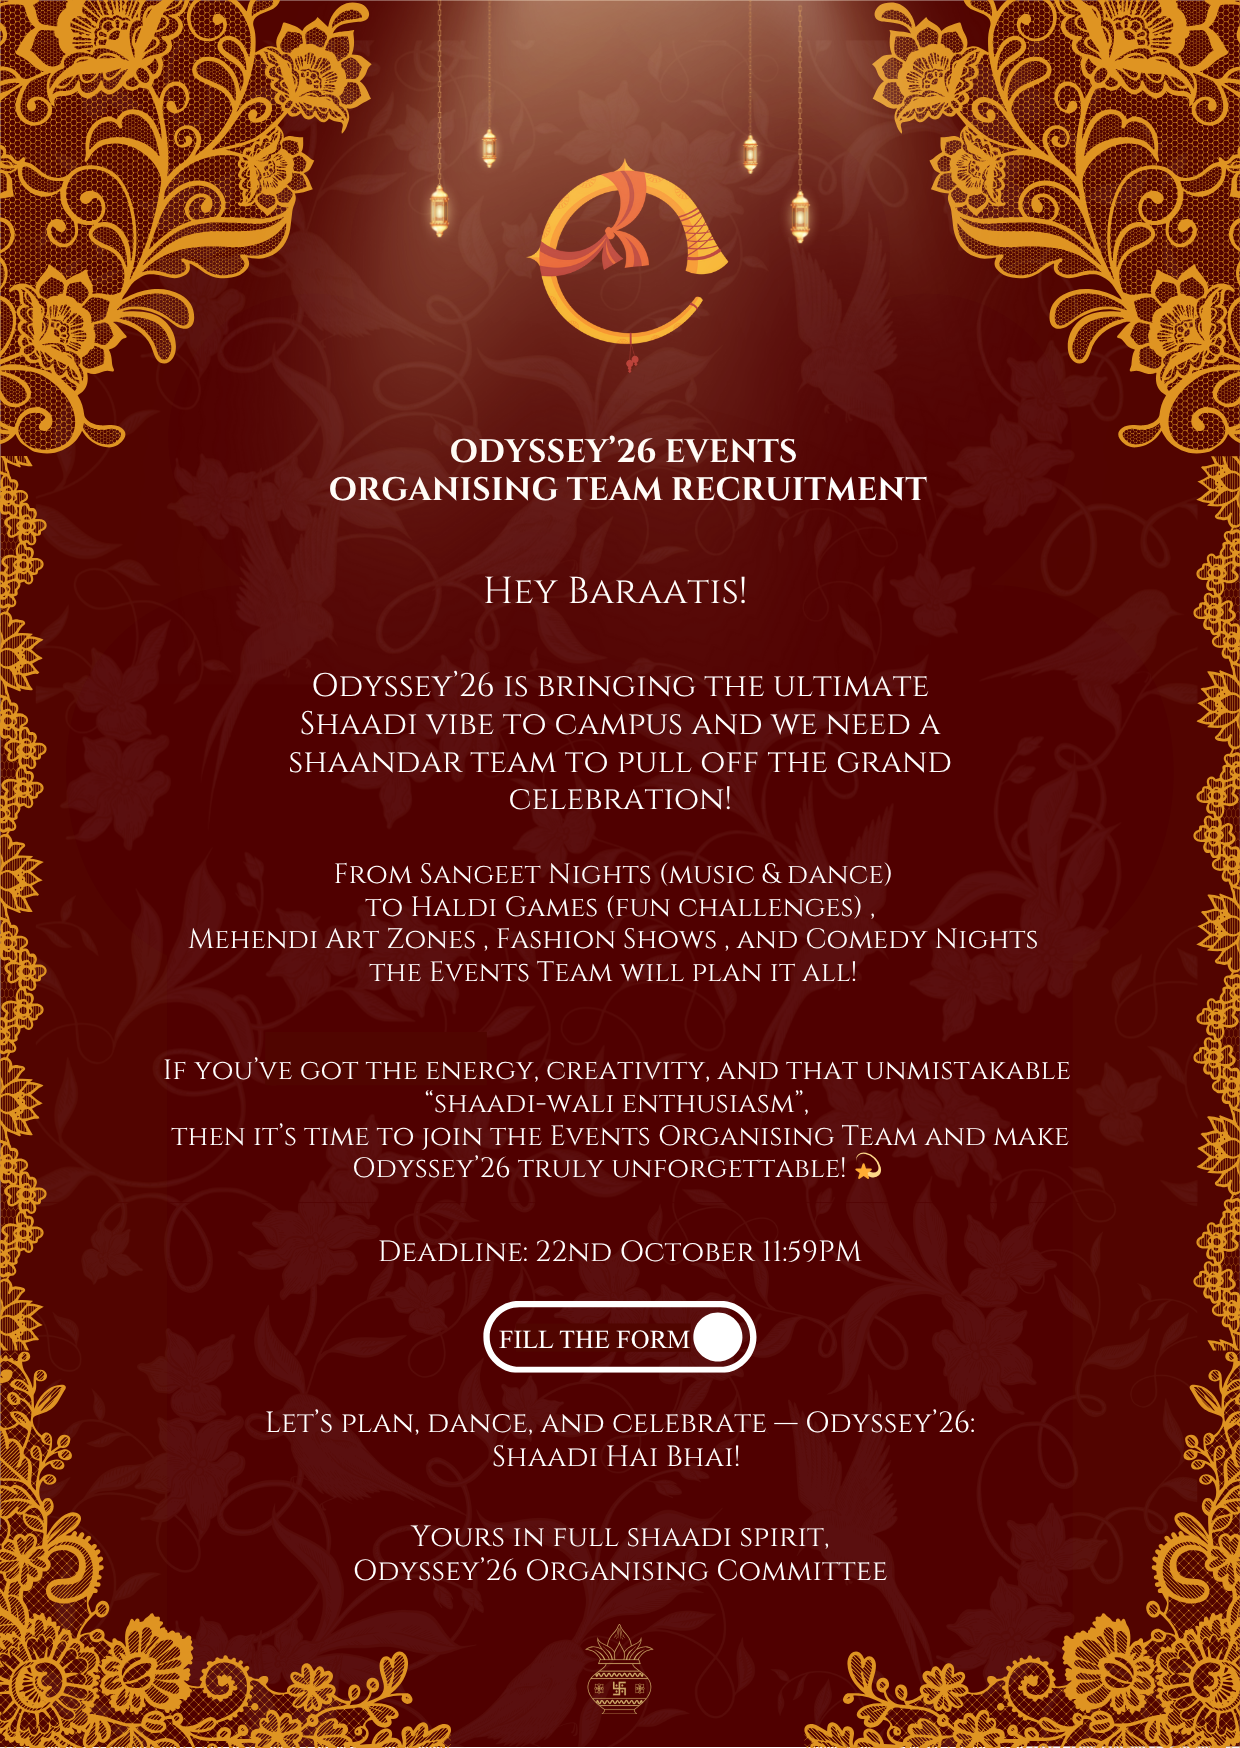 ODYSSEY’26 EVENTS
ORGANISING TEAM RECRUITMENT
Hey Baraatis!
Odyssey’26 is bringing the ultimate
Shaadi vibe to campus and we need a
shaandar team to pull off the grand
celebration!
From Sangeet Nights (music & dance)
to Haldi Games (fun challenges) ,
Mehendi Art Zones , Fashion Shows , and Comedy Nights
the Events Team will plan it all!
If you’ve got the energy, creativity, and that unmistakable
“shaadi-wali enthusiasm”,
then it’s time to join the Events Organising Team and make
Odyssey’26 truly unforgettable! 💫
Deadline: 22nd October 11:59PM
FILL THE FORM
Let’s plan, dance, and celebrate — Odyssey’26:
Shaadi Hai Bhai!
Yours in full shaadi spirit,
Odyssey’26 Organising Committee